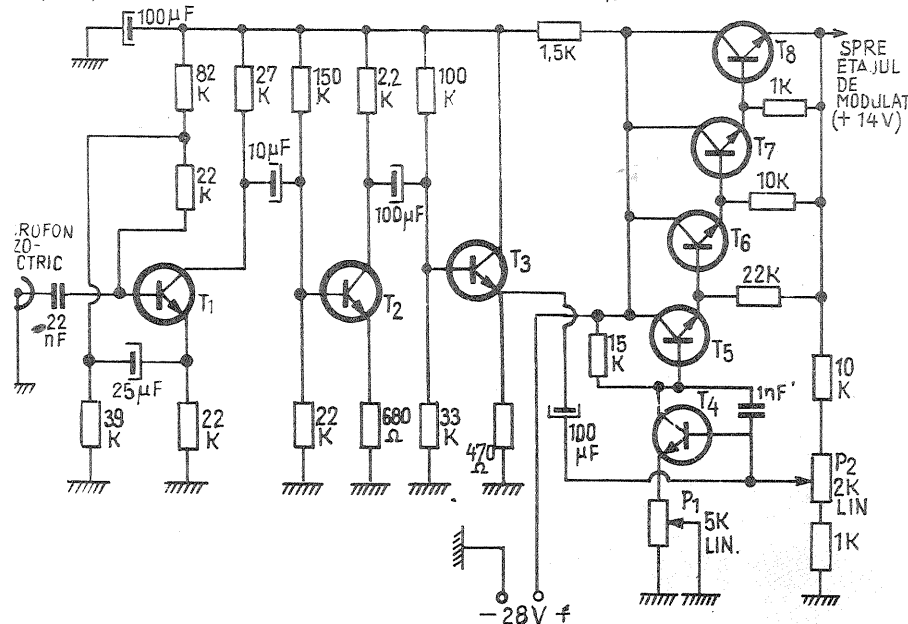 100µF
82
K
27
K
150
K
2,2
K
100
K
1,5K
T8
SPRE
ETAJUL
DE
MODULAT
(+14V)
1K
T7
10K
T6
22K
T5
22
K
10µF
100µF
T3
T1
T2
22
nF
25µF
39
K
22
K
22
K
680
Ω
33
K
470
Ω
100
µF
15
K
T4
1nF
10
K
P2
2K
LIN
P1
5K
LIN.
1K
-28V+